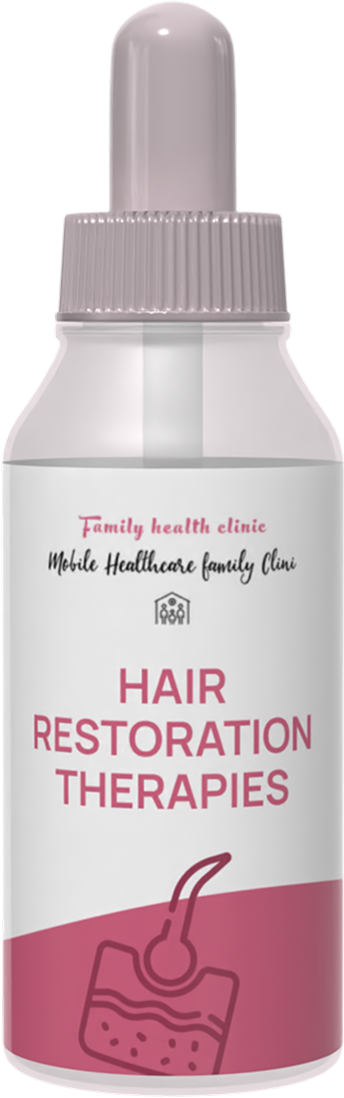 Family health clinic
Mobile Healthcare family Clini
HAIR
RESTORATION
THERAPIES